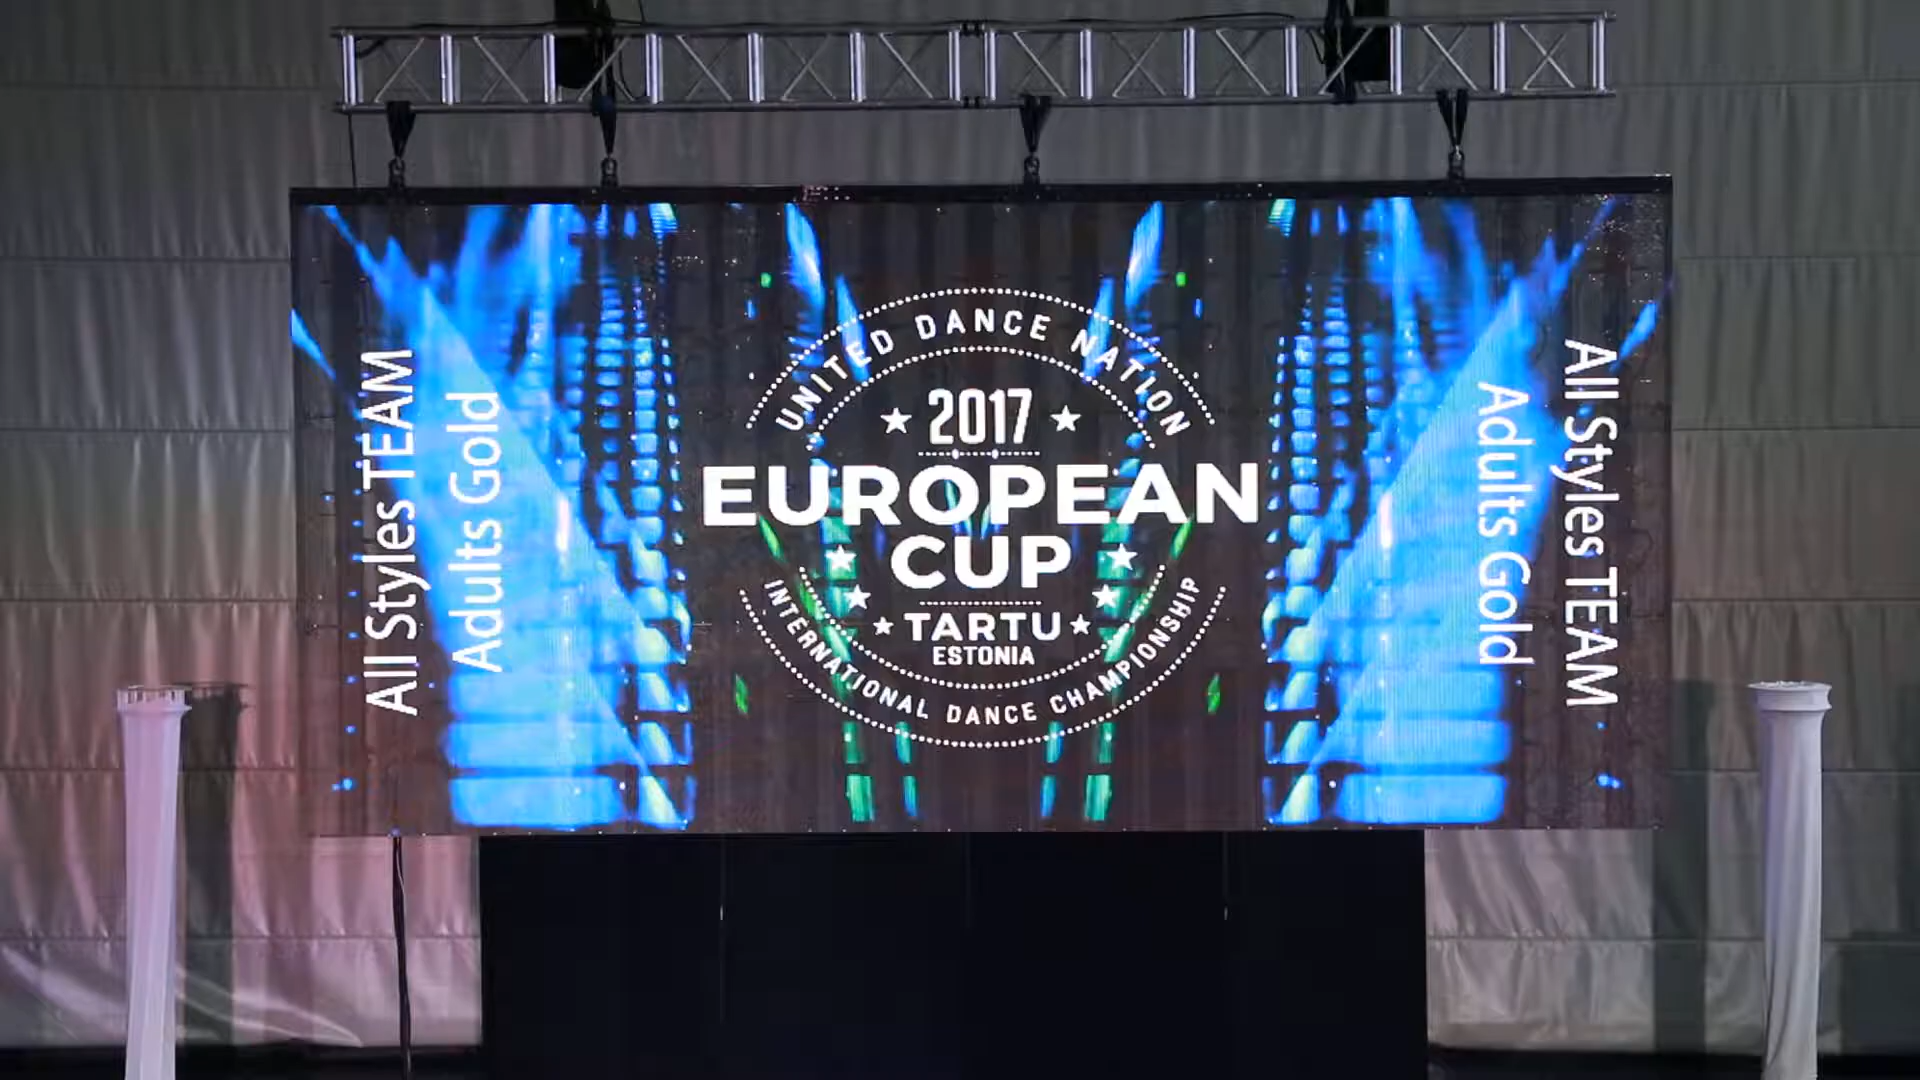 All Styles TEAM
Adults Gold
UNITED DANCE NATION
2017
EUROPEAN
CUP
TARTU
ESTONIA
INTERNATIONAL DANCE CHAMPIONSHIP
All Styles TEAM
Adults Gold